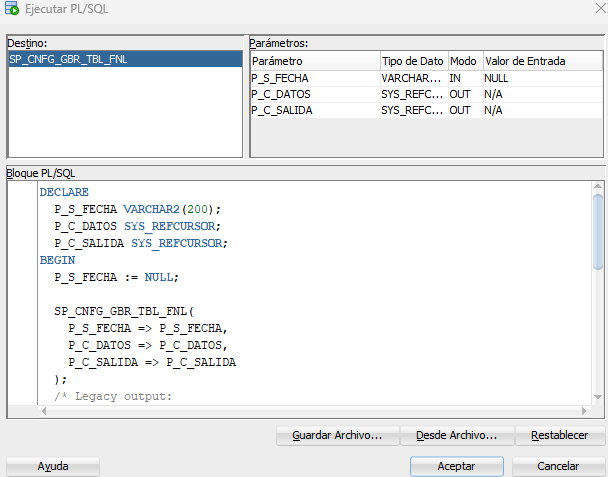 Ejecutar PL/SQL
Destino:
SP_CNFG_GBR_TBL_FNL
Parámetros:
Parámetro Tipo de Dato Modo Valor de Entrada
P_S_FECHA VARCHAR... IN NULL
P_C_DATOS SYS_REFC... OUT N/A
P_C_SALIDA SYS_REFC... OUT N/A
Bloque PL/SQL
DECLARE
P_S_FECHA VARCHAR2(200);
P_C_DATOS SYS_REFCURSOR;
P_C_SALIDA SYS_REFCURSOR;
BEGIN
P_S_FECHA := NULL;
SP_CNFG_GBR_TBL_FNL(
P_S_FECHA => P_S_FECHA,
P_C_DATOS => P_C_DATOS,
P_C_SALIDA => P_C_SALIDA
);
/* Legacy output:
Guardar Archivo... Desde Archivo... Restablecer
Ayuda Aceptar Cancelar